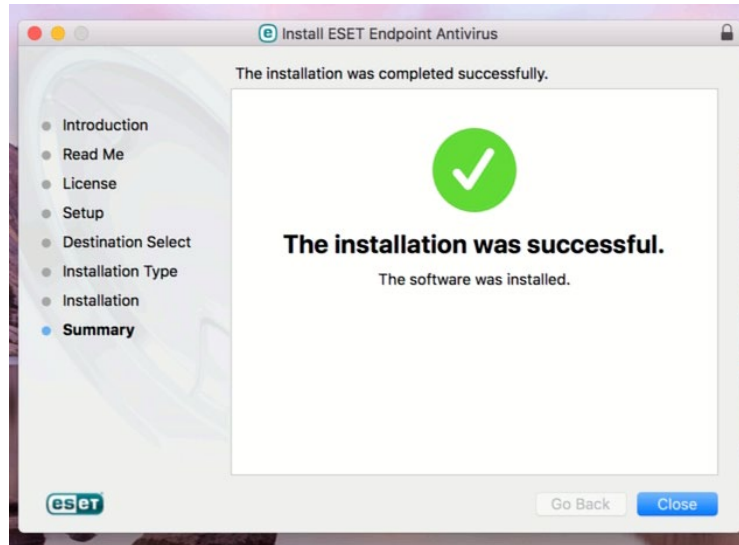 e Install ESET Endpoint Antivirus
The installation was completed successfully.
Introduction
Read Me
License
Setup
Destination Select
Installation Type
Installation
Summary
The installation was successful.
The software was installed.
eseT
Go Back
Close